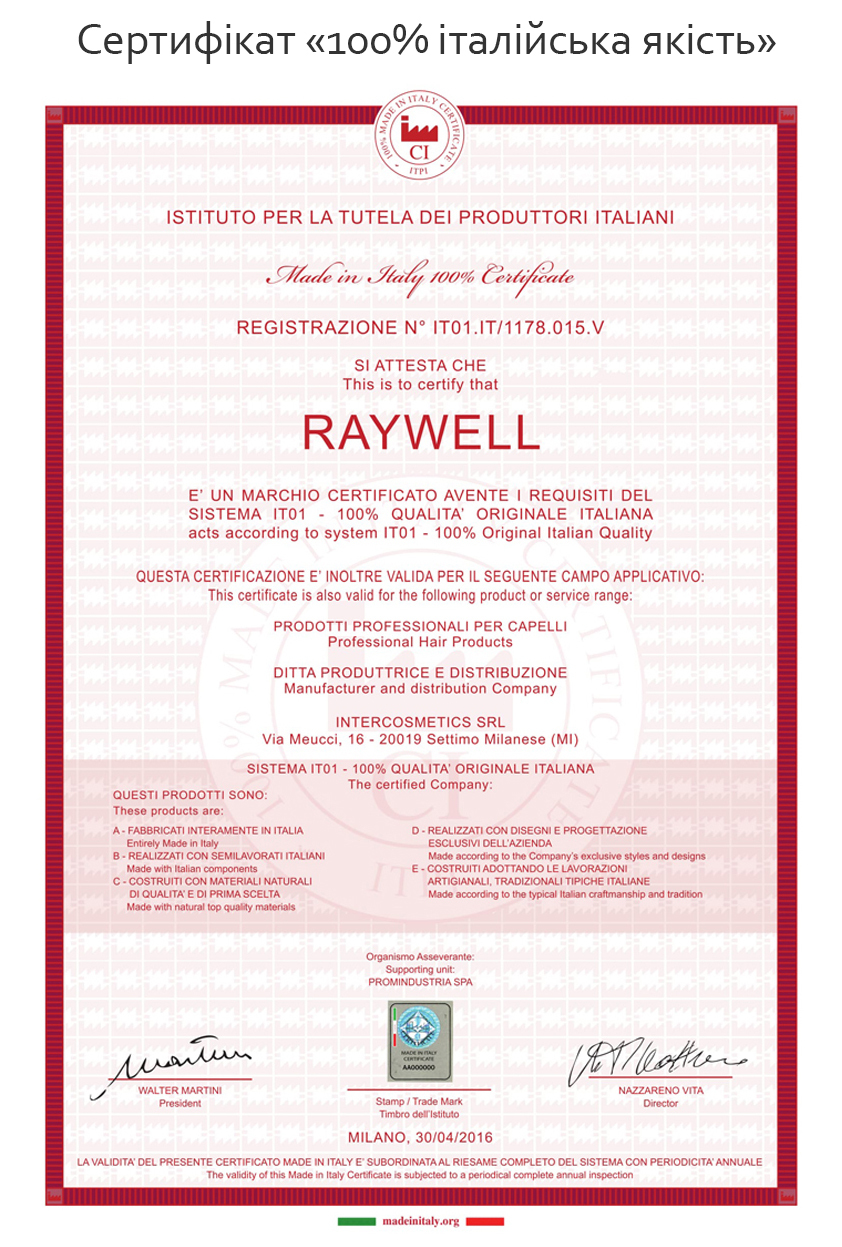 Сертифікат «100% італійська якість»
100% MADE IN ITALY CERTIFICATE
CI
ITPI
ISTITUTO PER LA TUTELA DEI PRODUTTORI ITALIANI
Made in Italy 100% Certificate
REGISTRAZIONE N° IT01.IT/1178.015.V
SI ATTESTA CHE
This is to certify that
RAYWELL
E' UN MARCHIO CERTIFICATO AVENTE I REQUISITI DEL
SISTEMA IT01 - 100% QUALITA' ORIGINALE ITALIANA
acts according to system IT01 - 100% Original Italian Quality
QUESTA CERTIFICAZIONE E' INOLTRE VALIDA PER IL SEGUENTE CAMPO APPLICATIVO:
This certificate is also valid for the following product or service range:
PRODOTTI PROFESSIONALI PER CAPELLI
Professional Hair Products
DITTA PRODUTTRICE E DISTRIBUZIONE
Manufacturer and distribution Company
INTERCOSMETICS SRL
Via Meucci, 16 - 20019 Settimo Milanese (MI)
SISTEMA IT01 - 100% QUALITA' ORIGINALE ITALIANA
The certified Company:
QUESTI PRODOTTI SONO:
These products are:
A - FABBRICATI INTERAMENTE IN ITALIA
Entirely Made in Italy
B - REALIZZATI CON SEMILAVORATI ITALIANI
Made with Italian components
C - COSTRUITI CON MATERIALI NATURALI
DI QUALITA' E DI PRIMA SCELTA
Made with natural top quality materials
D - REALIZZATI CON DISEGNI E PROGETTAZIONE
ESCLUSIVI DELL'AZIENDA
Made according to the Company's exclusive styles and designs
E - COSTRUITI ADOTTANDO LE LAVORAZIONI
ARTIGIANALI, TRADIZIONALI TIPICHE ITALIANE
Made according to the typical Italian craftmanship and tradition
Organismo Asseverante:
Supporting unit:
PROMINDUSTRIA SPA
MADE IN ITALY
CERTIFICATE
AA000000
WALTER MARTINI
President
Stamp / Trade Mark
Timbro dell'Istituto
NAZZARENO VITA
Director
MILANO, 30/04/2016
LA VALIDITA' DEL PRESENTE CERTIFICATO MADE IN ITALY E' SUBORDINATA AL RIESAME COMPLETO DEL SISTEMA CON PERIODICITA' ANNUALE
The validity of this Made in Italy Certificate is subjected to a periodical complete annual inspection
madeinitaly.org